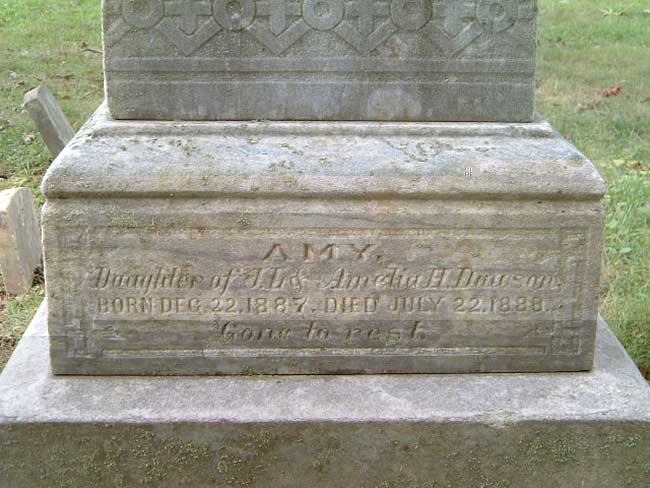 AMY,
Daughter of J. L & Amelia H. Dawson,
BORN DEC. 22, 1887, DIED JULY 22, 1888.
Gone to rest